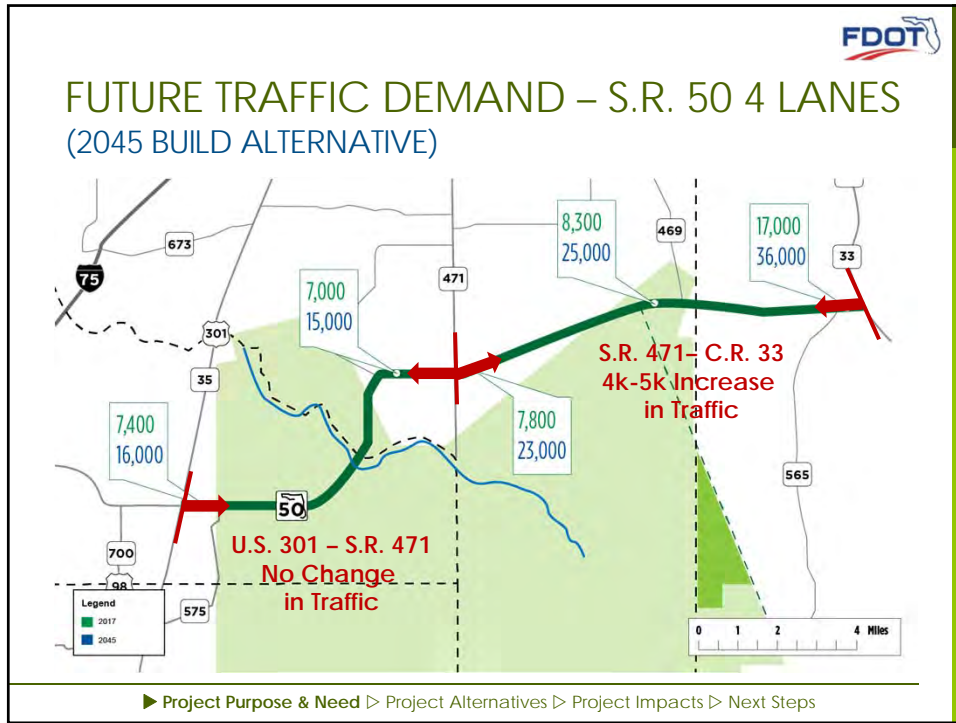 FDOT
FUTURE TRAFFIC DEMAND – S.R. 50 4 LANES
(2045 BUILD ALTERNATIVE)
673
75
301
35
471
469
33
7,000
15,000
8,300
25,000
17,000
36,000
7,400
16,000
7,800
23,000
S.R. 471– C.R. 33
4k-5k Increase
in Traffic
50
U.S. 301 – S.R. 471
No Change
in Traffic
700
98
575
565
Legend
2017
2045
0 1 2 4 Miles
▶ Project Purpose & Need ▷ Project Alternatives ▷ Project Impacts ▷ Next Steps